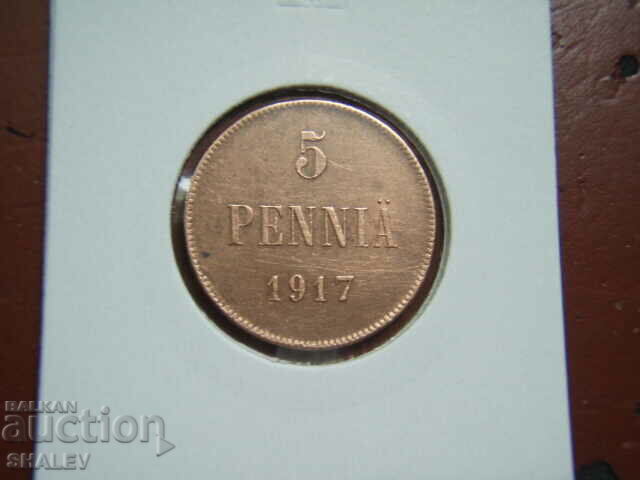 5
PENNIÄ
1917
BALKAN
auction
SHALEV